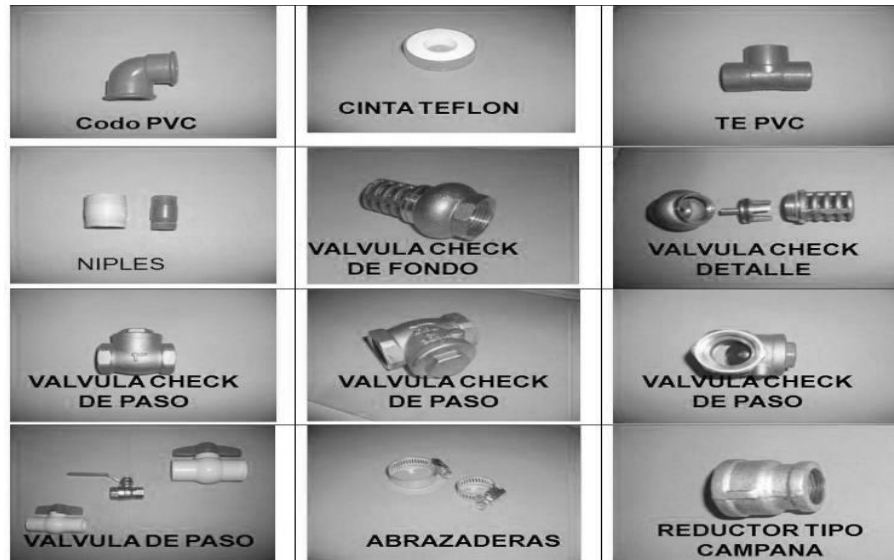 Codo PVC
CINTA TEFLON
TE PVC
NIPLES
VALVULA CHECK
DE FONDO
VALVULA CHECK
DETALLE
VALVULA CHECK
DE PASO
VALVULA CHECK
DE PASO
VALVULA CHECK
DE PASO
VALVULA DE PASO
ABRAZADERAS
REDUCTOR TIPO
CAMPANA